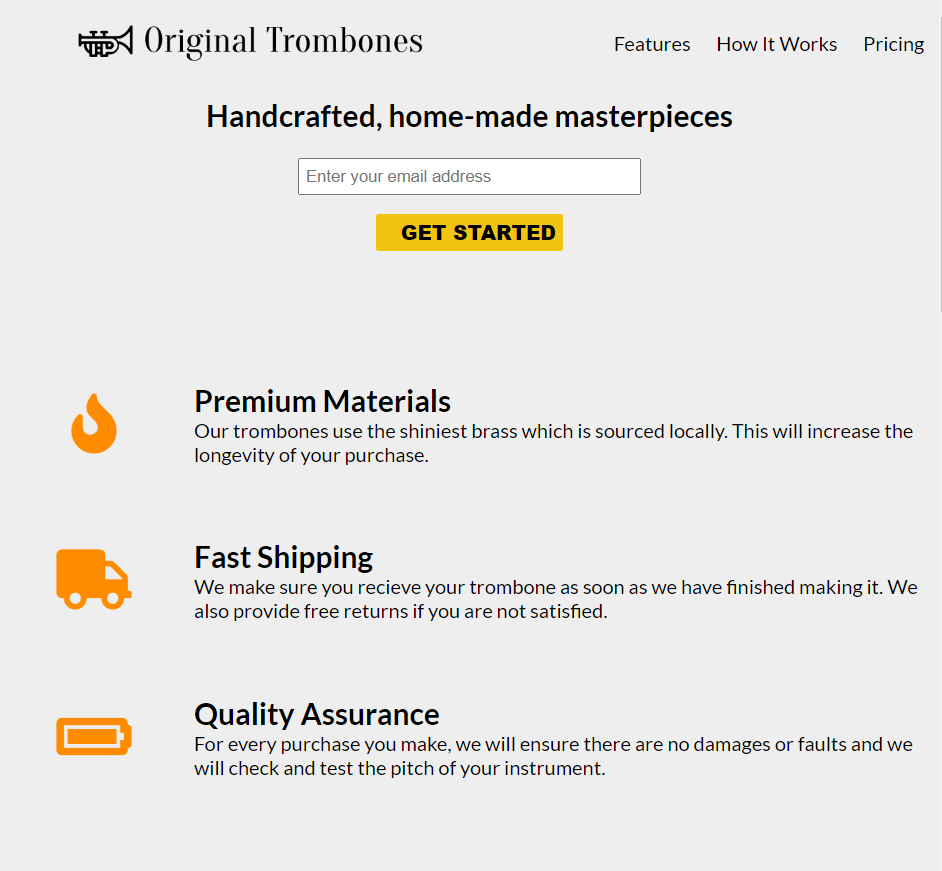 Original Trombones
Features How It Works Pricing
Handcrafted, home-made masterpieces
Enter your email address
GET STARTED
Premium Materials
Our trombones use the shiniest brass which is sourced locally. This will increase the
longevity of your purchase.
Fast Shipping
We make sure you recieve your trombone as soon as we have finished making it. We
also provide free returns if you are not satisfied.
Quality Assurance
For every purchase you make, we will ensure there are no damages or faults and we
will check and test the pitch of your instrument.